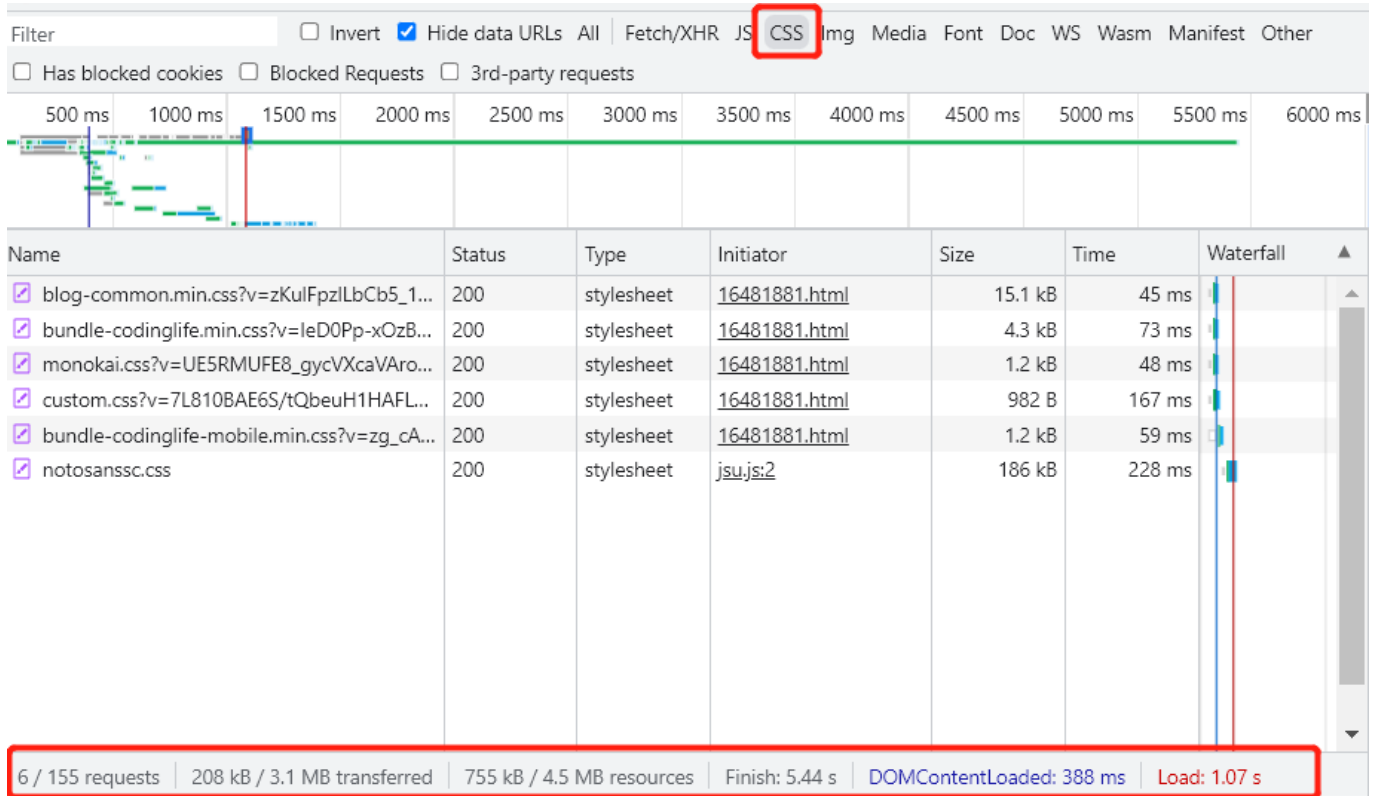 Filter Invert Hide data URLs All Fetch/XHR JS CSS Img Media Font Doc WS Wasm Manifest Other
Has blocked cookies Blocked Requests 3rd-party requests
500 ms 1000 ms 1500 ms 2000 ms 2500 ms 3000 ms 3500 ms 4000 ms 4500 ms 5000 ms 5500 ms 6000 ms
Name Status Type Initiator Size Time Waterfall
blog-common.min.css?v=zKulFpzlLbCb5_1... 200 stylesheet 16481881.html 15.1 kB 45 ms
bundle-codinglife.min.css?v=IeD0Pp-xOzB... 200 stylesheet 16481881.html 4.3 kB 73 ms
monokai.css?v=UE5RMUFE8_gycVXcaVAro... 200 stylesheet 16481881.html 1.2 kB 48 ms
custom.css?v=7L810BAE6S/tQbeuH1HAFL... 200 stylesheet 16481881.html 982 B 167 ms
bundle-codinglife-mobile.min.css?v=zg_cA... 200 stylesheet 16481881.html 1.2 kB 59 ms
notosanssc.css 200 stylesheet jsu.js:2 186 kB 228 ms
6 / 155 requests 208 kB / 3.1 MB transferred 755 kB / 4.5 MB resources Finish: 5.44 s DOMContentLoaded: 388 ms Load: 1.07 s